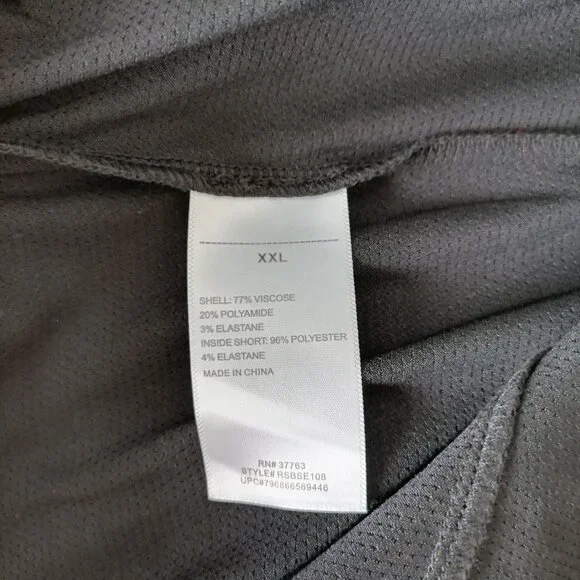 XXL
SHELL: 77% VISCOSE
20% POLYAMIDE
3% ELASTANE
INSIDE SHORT: 96% POLYESTER
4% ELASTANE
MADE IN CHINA
RN# 37763
STYLE# RSBSE108
UPC#796866569446